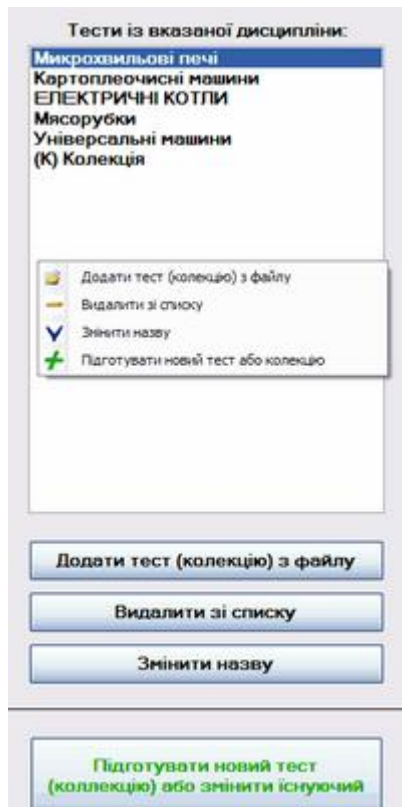 Тести із вказаної дисципліни:
Микрохвильові печі
Картоплеочисні машини
ЕЛЕКТРИЧНІ КОТЛИ
Мясорубки
Універсальні машини
(К) Колекція
Додати тест (колекцію) з файлу
Видалити зі списку
Змінити назву
Підготувати новий тест або колекцію
Додати тест (колекцію) з файлу
Видалити зі списку
Змінити назву
Підготувати новий тест
(коллекцію) або змінити їснуючий